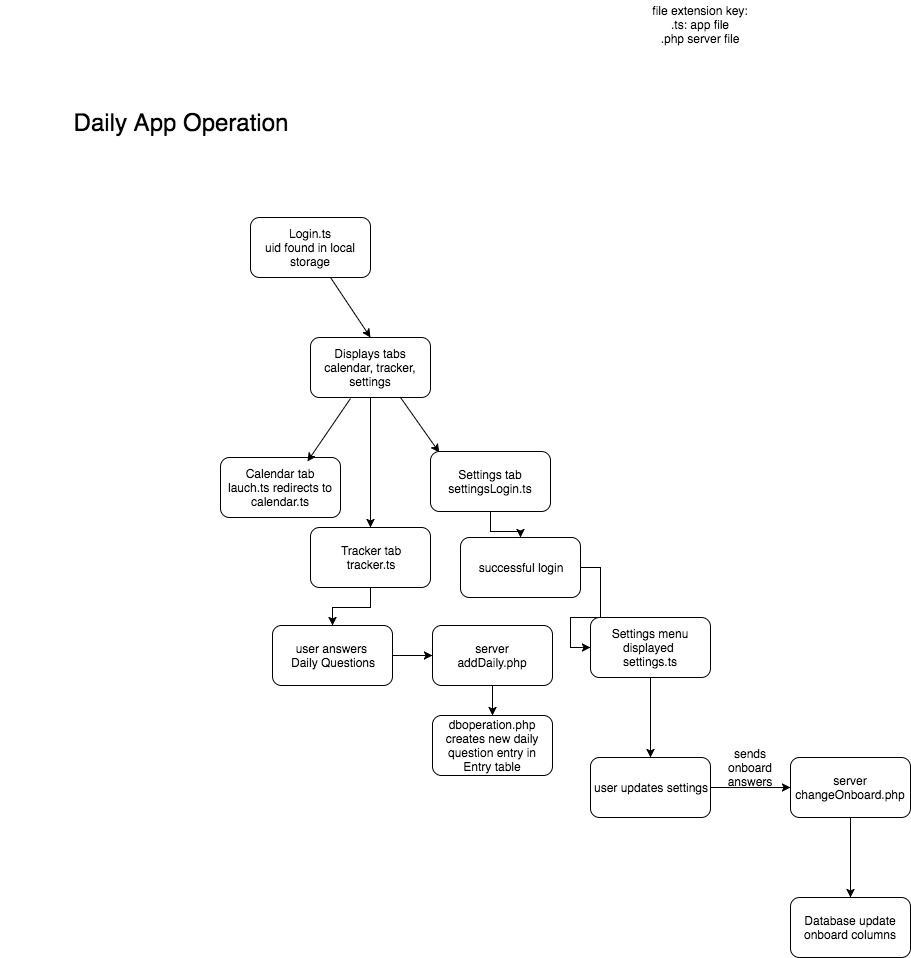 file extension key:
.ts: app file
.php server file
Daily App Operation
Login.ts
uid found in local
storage
Displays tabs
calendar, tracker,
settings
Calendar tab
lauch.ts redirects to
calendar.ts
Settings tab
settingsLogin.ts
Tracker tab
tracker.ts
successful login
user answers
Daily Questions
server
addDaily.php
Settings menu
displayed
settings.ts
dboperation.php
creates new daily
question entry in
Entry table
user updates settings
sends
onboard
answers
server
changeOnboard.php
Database update
onboard columns